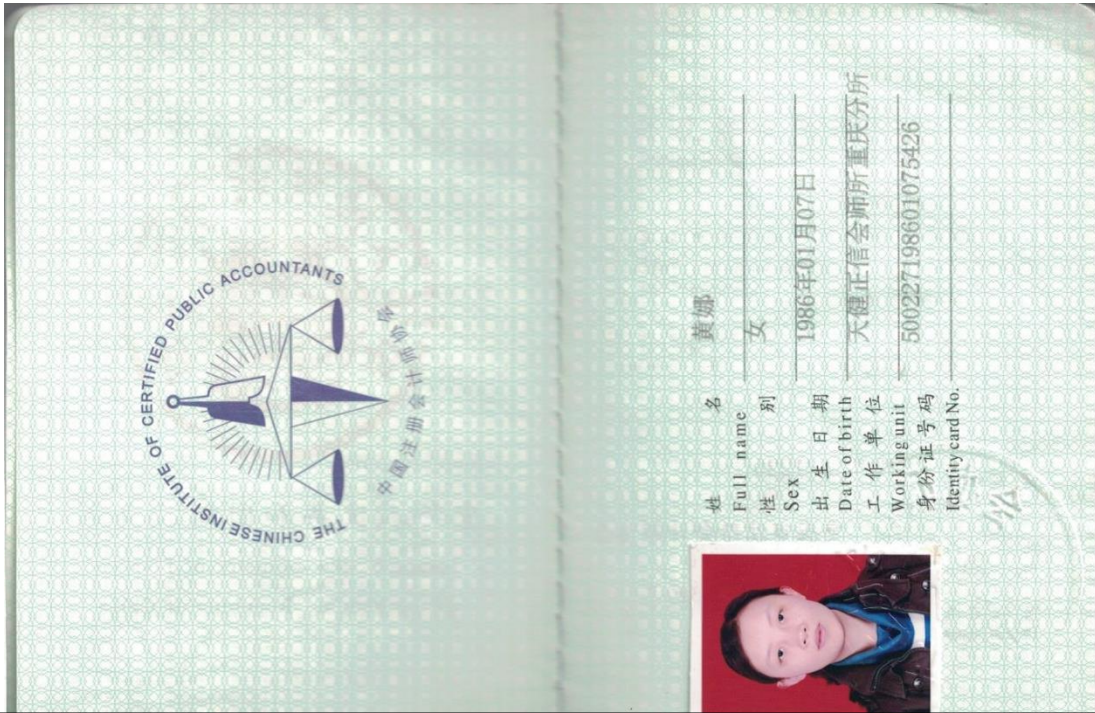 THE CHINESE INSTITUTE OF CERTIFIED PUBLIC ACCOUNTANTS
中国注册会计师协会
姓 名 黄娜
Full name
性 别 女
Sex
出 生 日 期 1986年01月07日
Date of birth
工 作 单 位 天健正信会师所重庆分所
Working unit
身 份 证 号 码 500227198601075426
Identity card No.